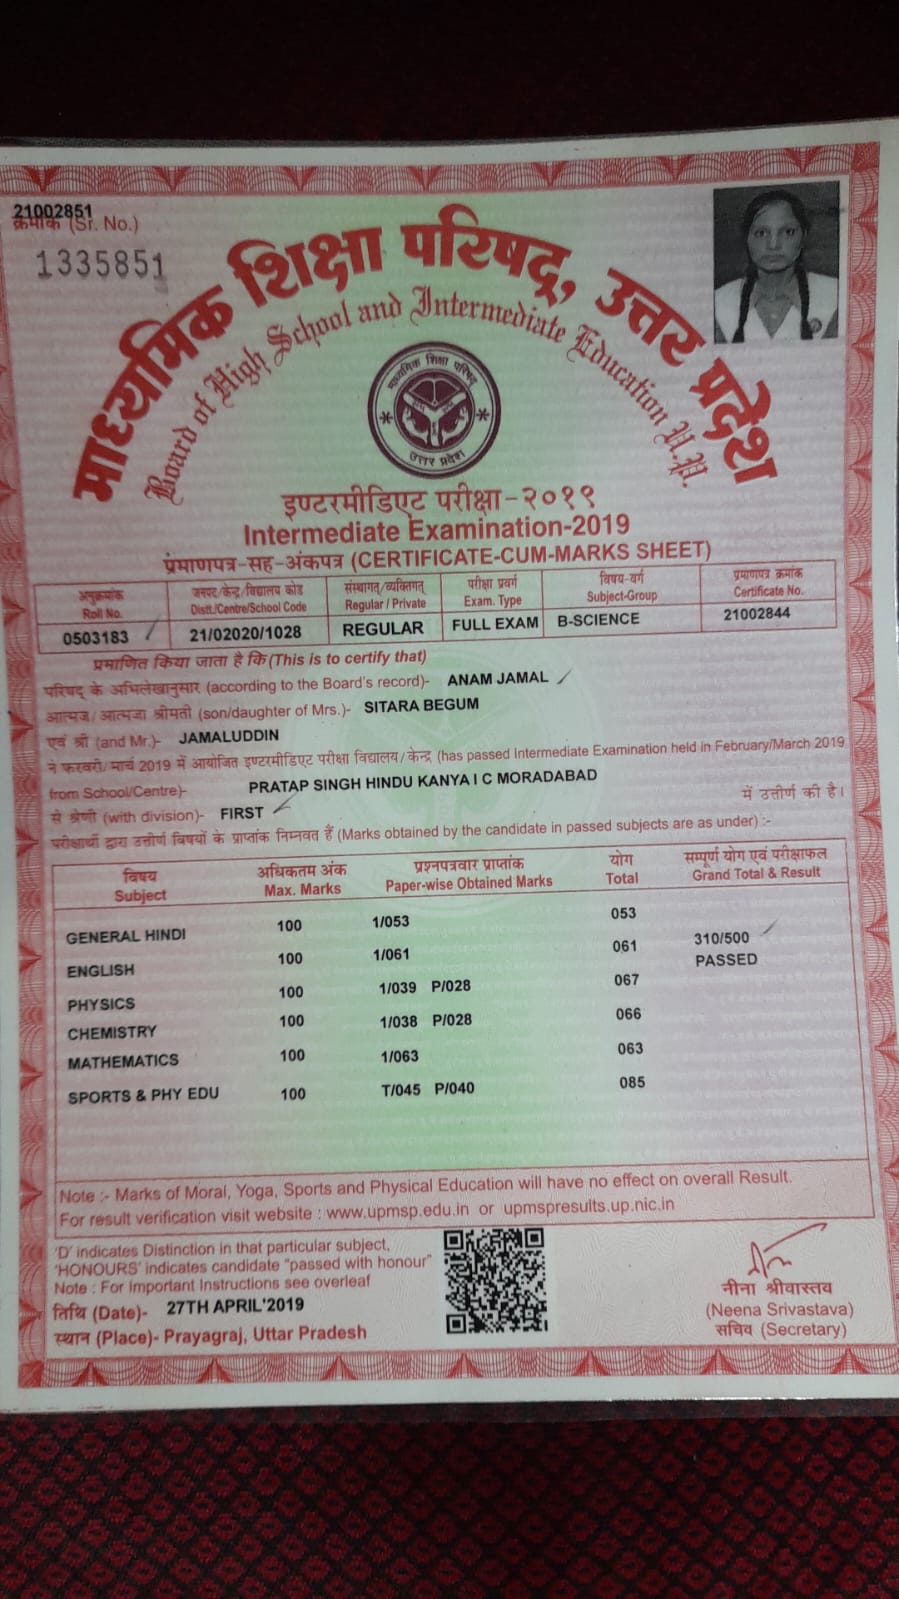 21002851
क्रमांक (Sr. No.)
1335851
माध्यमिक शिक्षा परिषद्, उत्तर प्रदेश
Board of High School and Intermediate Education U.P.
माध्यमिक शिक्षा परिषद्
उत्तर प्रदेश
इण्टरमीडिएट परीक्षा-२०१९
Intermediate Examination-2019
प्रमाणपत्र-सह-अंकपत्र (CERTIFICATE-CUM-MARKS SHEET)
अनुक्रमांक जनपद/केन्द्र/विद्यालय कोड संस्थागत/व्यक्तिगत् परीक्षा प्रवर्ग विषय-वर्ग प्रमाणपत्र क्रमांक
Roll No. Distt./Centre/School Code Regular / Private Exam. Type Subject-Group Certificate No.
0503183 21/02020/1028 REGULAR FULL EXAM B-SCIENCE 21002844
प्रमाणित किया जाता है कि (This is to certify that)
परिषद् के अभिलेखानुसार (according to the Board's record)- ANAM JAMAL
आत्मज/आत्मजा श्रीमती (son/daughter of Mrs.)- SITARA BEGUM
एवं श्री (and Mr.)- JAMALUDDIN
ने फरवरी/मार्च 2019 में आयोजित इण्टरमीडिएट परीक्षा विद्यालय/केन्द्र (has passed Intermediate Examination held in February/March 2019
from School/Centre)- PRATAP SINGH HINDU KANYA I C MORADABAD
से श्रेणी (with division)- FIRST में उत्तीर्ण की है।
परीक्षार्थी द्वारा उत्तीर्ण विषयों के प्राप्तांक निम्नवत हैं (Marks obtained by the candidate in passed subjects are as under) :-
विषय अधिकतम अंक प्रश्नपत्रवार प्राप्तांक योग सम्पूर्ण योग एवं परीक्षाफल
Subject Max. Marks Paper-wise Obtained Marks Total Grand Total & Result
GENERAL HINDI 100 1/053 053
ENGLISH 100 1/061 061 310/500
PASSED
PHYSICS 100 1/039 P/028 067
CHEMISTRY 100 1/038 P/028 066
MATHEMATICS 100 1/063 063
SPORTS & PHY EDU 100 T/045 P/040 085
Note :- Marks of Moral, Yoga, Sports and Physical Education will have no effect on overall Result.
For result verification visit website : www.upmsp.edu.in or upmspresults.up.nic.in
'D' indicates Distinction in that particular subject,
'HONOURS' indicates candidate "passed with honour"
Note : For Important Instructions see overleaf
तिथि (Date)- 27TH APRIL'2019
स्थान (Place)- Prayagraj, Uttar Pradesh
नीना श्रीवास्तव
(Neena Srivastava)
सचिव (Secretary)